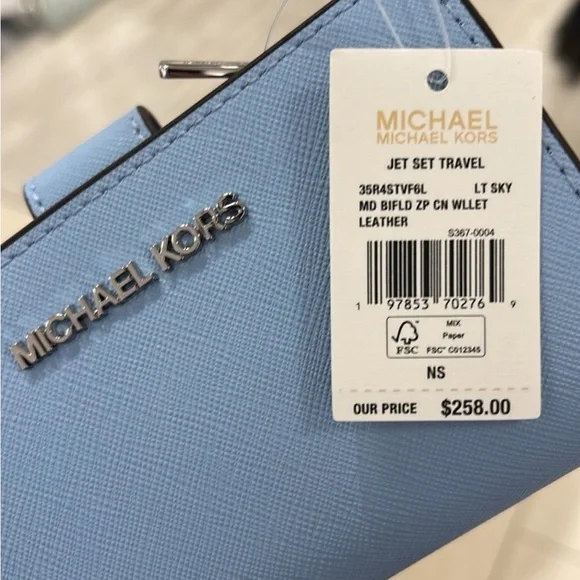 MICHAEL KORS
MICHAEL
MICHAEL KORS
JET SET TRAVEL
35R4STVF6L LT SKY
MD BIFLD ZP CN WLLET
LEATHER
S367-0004
1 97853 70276 9
FSC
MIX
Paper
FSC™ C012345
NS
OUR PRICE $258.00